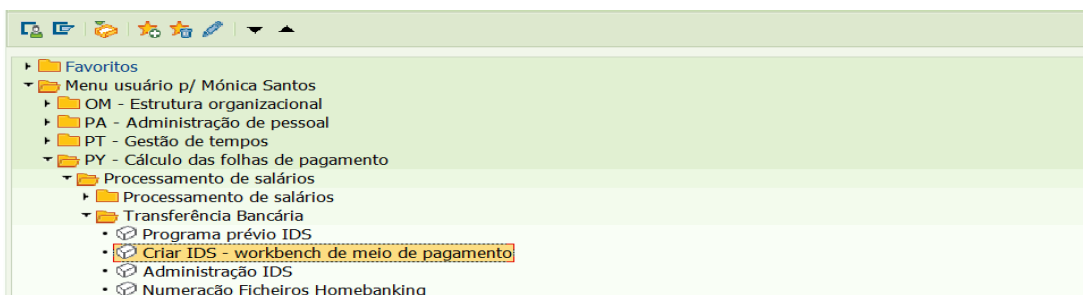 Favoritos
Menu usuário p/ Mónica Santos
OM - Estrutura organizacional
PA - Administração de pessoal
PT - Gestão de tempos
PY - Cálculo das folhas de pagamento
Processamento de salários
Processamento de salários
Transferência Bancária
Programa prévio IDS
Criar IDS - workbench de meio de pagamento
Administração IDS
Numeração Ficheiros Homebanking